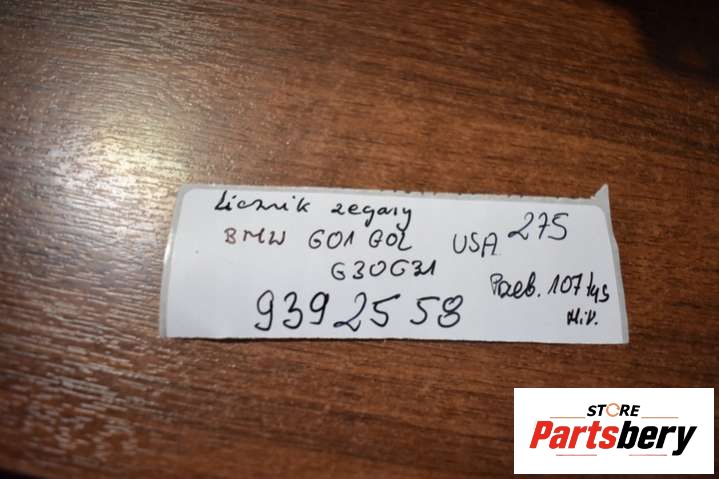 Licznik zegary
BMW G01 G02 USA 275
G30G31
Przeb. 107 tys
9392558
Mil.
STORE
Partsbery